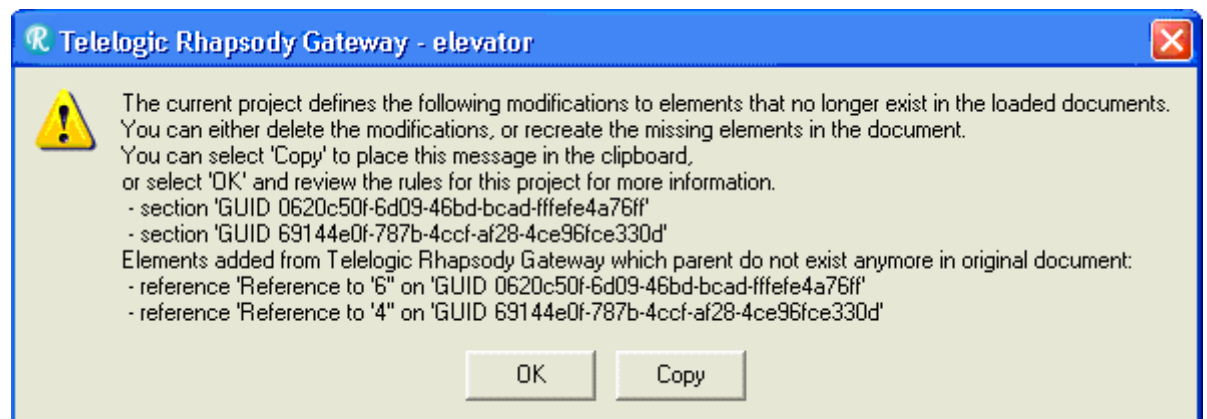 Telelogic Rhapsody Gateway - elevator
The current project defines the following modifications to elements that no longer exist in the loaded documents.
You can either delete the modifications, or recreate the missing elements in the document.
You can select 'Copy' to place this message in the clipboard,
or select 'OK' and review the rules for this project for more information.
- section 'GUID 0620c50f-6d09-46bd-bcad-fffefe4a76ff'
- section 'GUID 69144e0f-787b-4ccf-af28-4ce96fce330d'
Elements added from Telelogic Rhapsody Gateway which parent do not exist anymore in original document:
- reference 'Reference to '6'' on 'GUID 0620c50f-6d09-46bd-bcad-fffefe4a76ff'
- reference 'Reference to '4'' on 'GUID 69144e0f-787b-4ccf-af28-4ce96fce330d'
OK
Copy